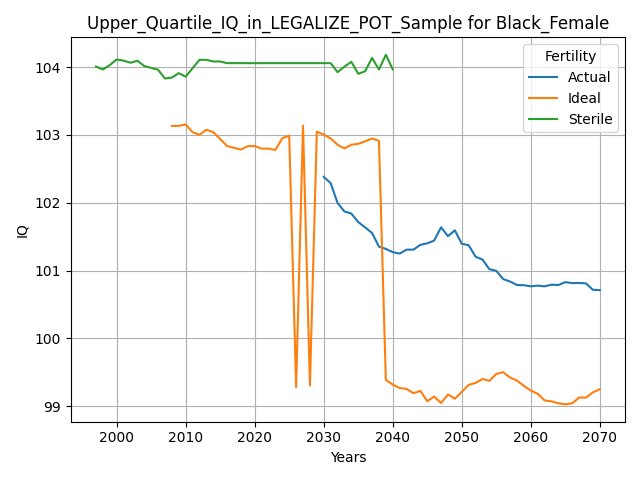 Upper_Quartile_IQ_in_LEGALIZE_POT_Sample for Black_Female
Fertility
Actual
Ideal
Sterile
104
103
102
101
100
99
IQ
2000 2010 2020 2030 2040 2050 2060 2070
Years